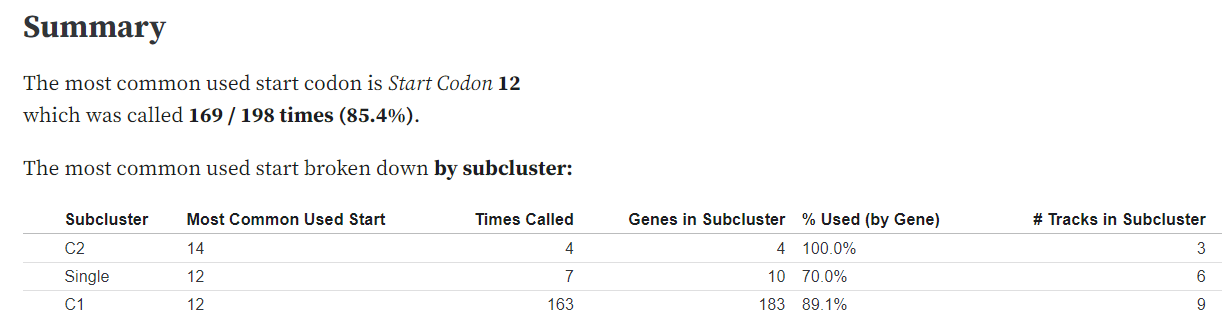 Summary
The most common used start codon is Start Codon 12
which was called 169 / 198 times (85.4%).
The most common used start broken down by subcluster:
Subcluster Most Common Used Start Times Called Genes in Subcluster % Used (by Gene) # Tracks in Subcluster
C2 14 4 4 100.0% 3
Single 12 7 10 70.0% 6
C1 12 163 183 89.1% 9